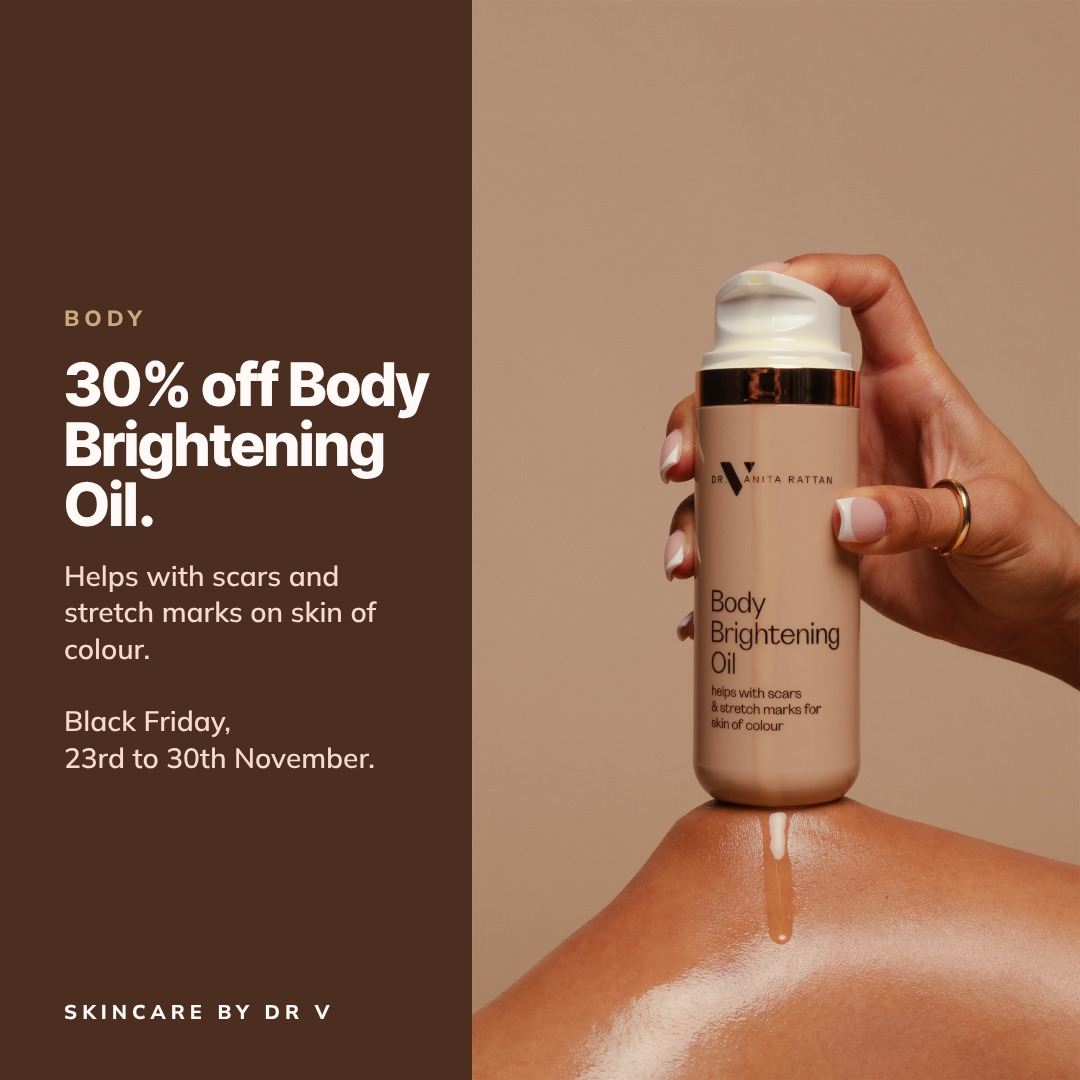 BODY
30% off Body
Brightening
Oil.
Helps with scars and
stretch marks on skin of
colour.
Black Friday,
23rd to 30th November.
SKINCARE BY DR V
DR. VANITA RATTAN
Body
Brightening
Oil
helps with scars
& stretch marks for
skin of colour